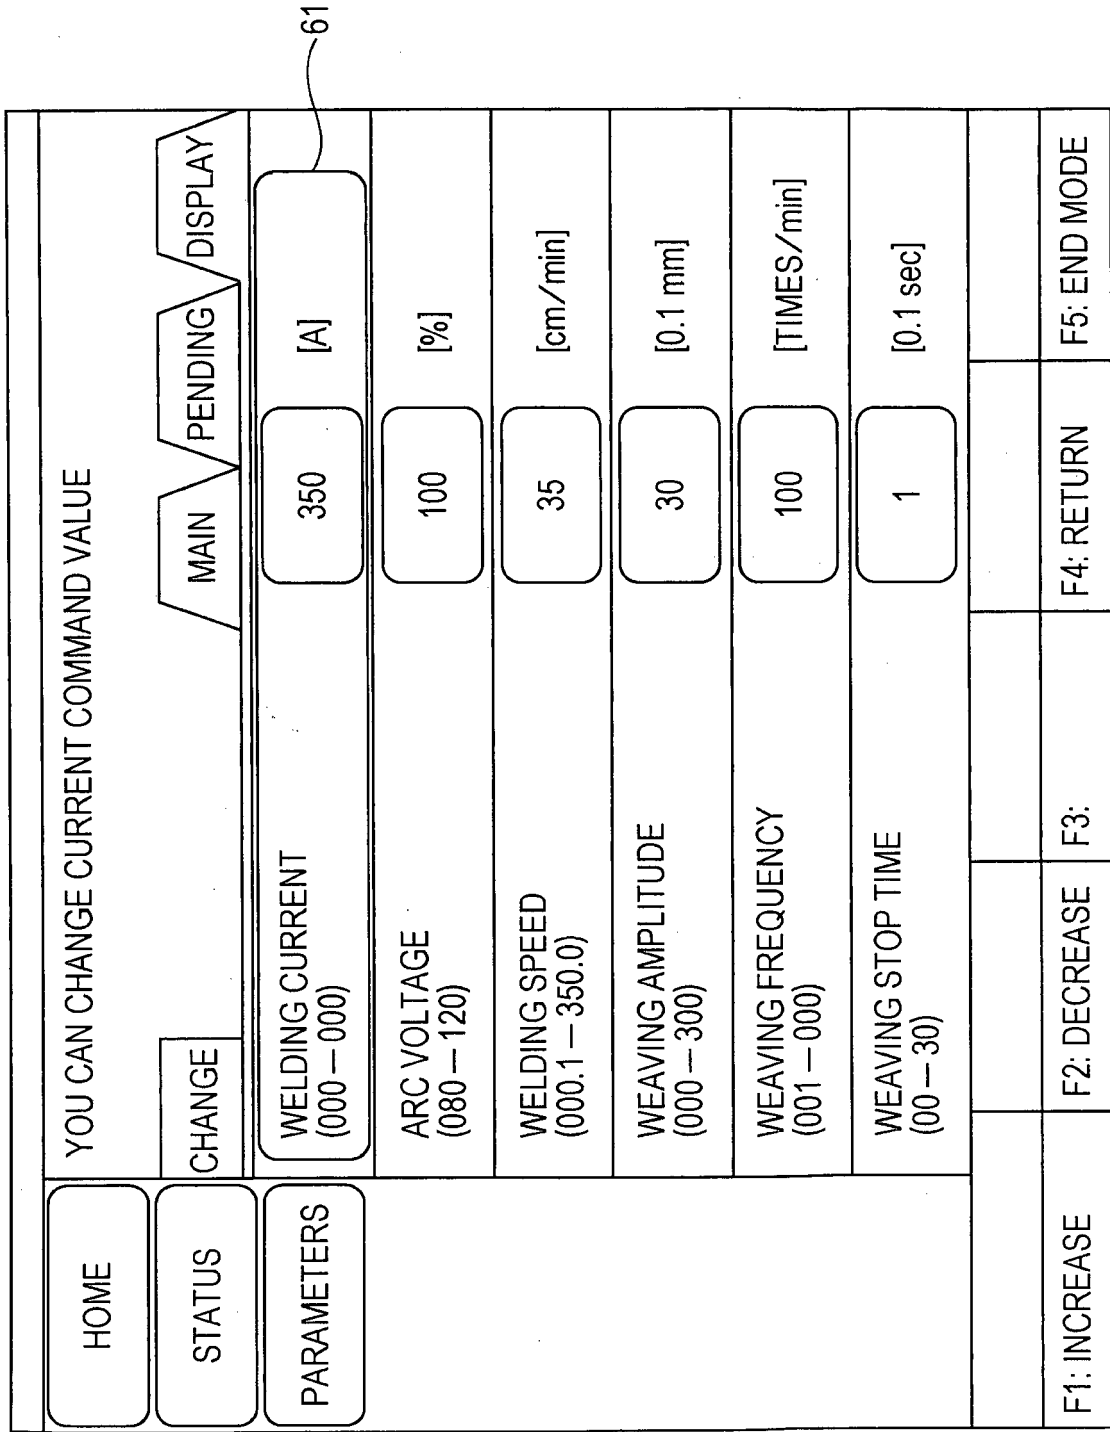 YOU CAN CHANGE CURRENT COMMAND VALUE
HOME
STATUS
PARAMETERS
CHANGE
MAIN
PENDING
DISPLAY
WELDING CURRENT
(000 — 000)
350
[A]
61
ARC VOLTAGE
(080 — 120)
100
[%]
WELDING SPEED
(000.1 — 350.0)
35
[cm/min]
WEAVING AMPLITUDE
(000 — 300)
30
[0.1 mm]
WEAVING FREQUENCY
(001 — 000)
100
[TIMES/min]
WEAVING STOP TIME
(00 — 30)
1
[0.1 sec]
F1: INCREASE
F2: DECREASE
F3:
F4: RETURN
F5: END MODE